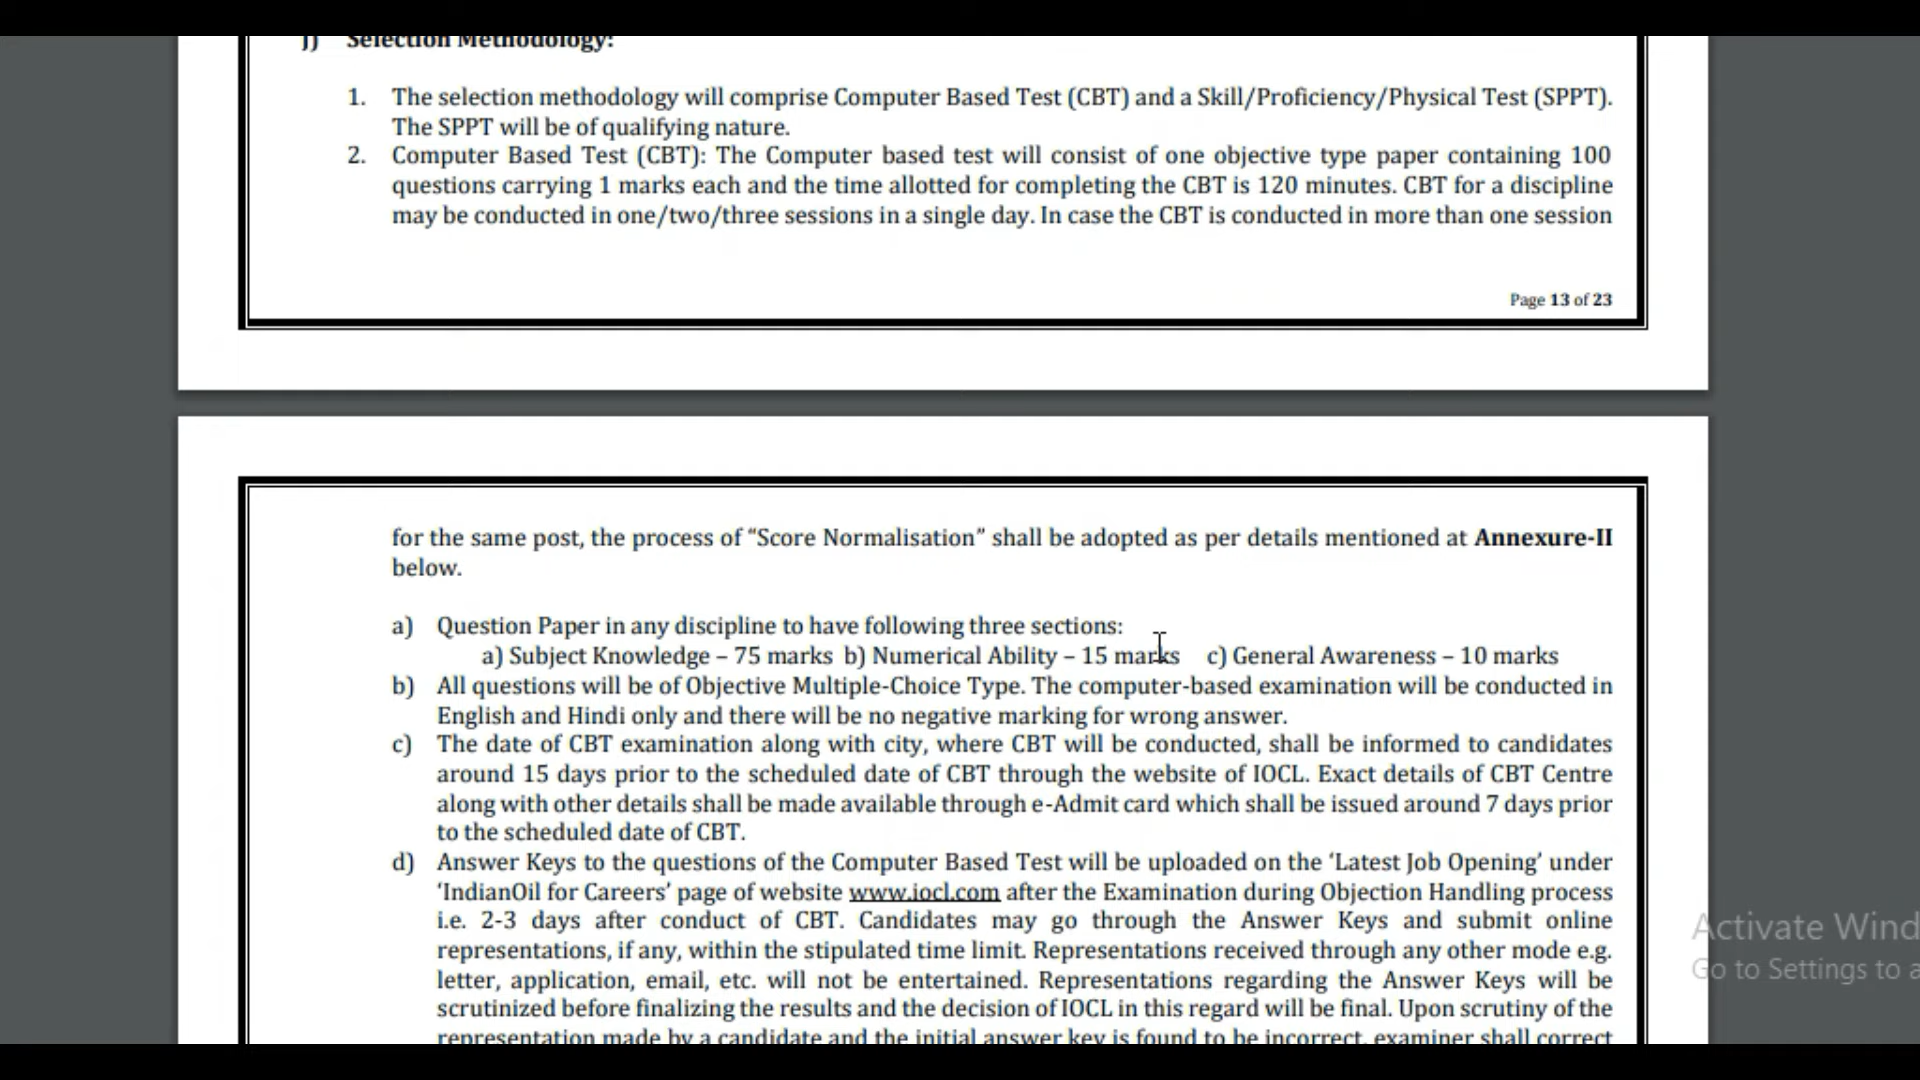 J) Selection Methodology:
1. The selection methodology will comprise Computer Based Test (CBT) and a Skill/Proficiency/Physical Test (SPPT).
The SPPT will be of qualifying nature.
2. Computer Based Test (CBT): The Computer based test will consist of one objective type paper containing 100
questions carrying 1 marks each and the time allotted for completing the CBT is 120 minutes. CBT for a discipline
may be conducted in one/two/three sessions in a single day. In case the CBT is conducted in more than one session
Page 13 of 23
for the same post, the process of “Score Normalisation” shall be adopted as per details mentioned at Annexure-II
below.
a) Question Paper in any discipline to have following three sections:
a) Subject Knowledge – 75 marks b) Numerical Ability – 15 marks c) General Awareness – 10 marks
b) All questions will be of Objective Multiple-Choice Type. The computer-based examination will be conducted in
English and Hindi only and there will be no negative marking for wrong answer.
c) The date of CBT examination along with city, where CBT will be conducted, shall be informed to candidates
around 15 days prior to the scheduled date of CBT through the website of IOCL. Exact details of CBT Centre
along with other details shall be made available through e-Admit card which shall be issued around 7 days prior
to the scheduled date of CBT.
d) Answer Keys to the questions of the Computer Based Test will be uploaded on the ‘Latest Job Opening’ under
‘IndianOil for Careers’ page of website www.iocl.com after the Examination during Objection Handling process
i.e. 2-3 days after conduct of CBT. Candidates may go through the Answer Keys and submit online
representations, if any, within the stipulated time limit. Representations received through any other mode e.g.
letter, application, email, etc. will not be entertained. Representations regarding the Answer Keys will be
scrutinized before finalizing the results and the decision of IOCL in this regard will be final. Upon scrutiny of the
representation made by a candidate and the initial answer key is found to be incorrect, examiner shall correct
Activate Wind
Go to Settings to a